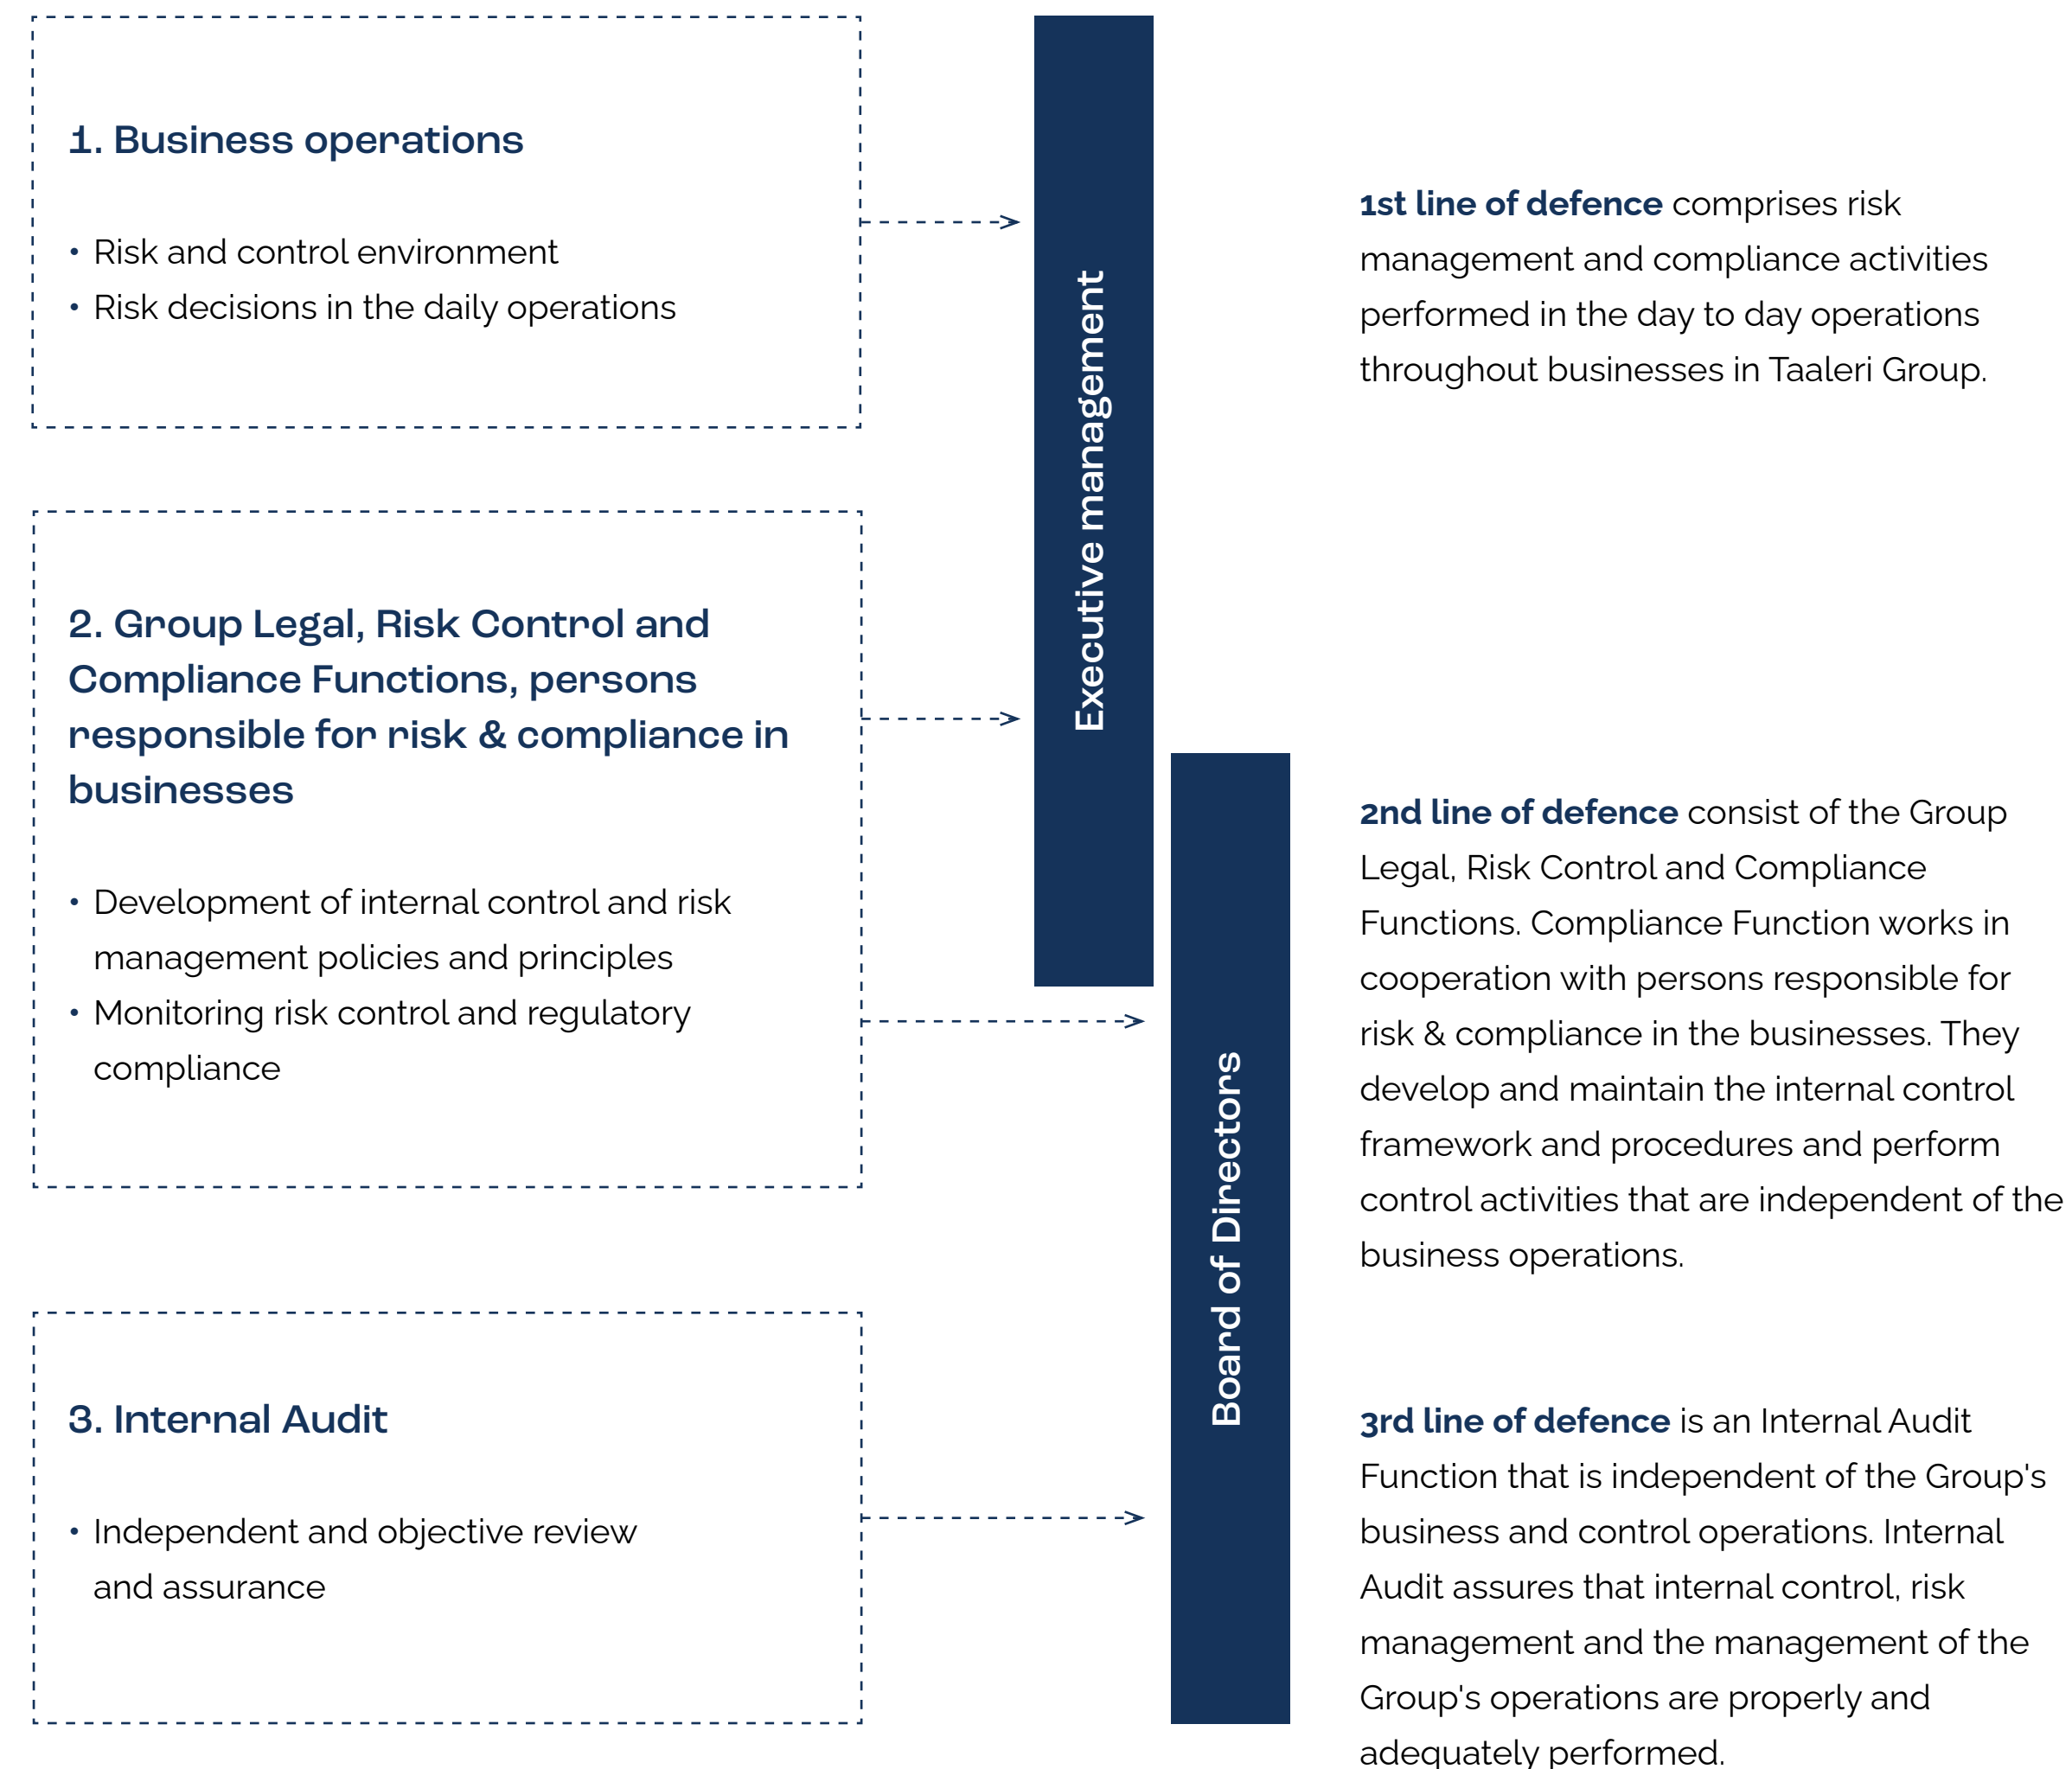 1. Business operations
• Risk and control environment
• Risk decisions in the daily operations
2. Group Legal, Risk Control and
Compliance Functions, persons
responsible for risk & compliance in
businesses
• Development of internal control and risk
management policies and principles
• Monitoring risk control and regulatory
compliance
3. Internal Audit
• Independent and objective review
and assurance
Executive management
Board of Directors
1st line of defence comprises risk
management and compliance activities
performed in the day to day operations
throughout businesses in Taaleri Group.
2nd line of defence consist of the Group
Legal, Risk Control and Compliance
Functions. Compliance Function works in
cooperation with persons responsible for
risk & compliance in the businesses. They
develop and maintain the internal control
framework and procedures and perform
control activities that are independent of the
business operations.
3rd line of defence is an Internal Audit
Function that is independent of the Group's
business and control operations. Internal
Audit assures that internal control, risk
management and the management of the
Group's operations are properly and
adequately performed.